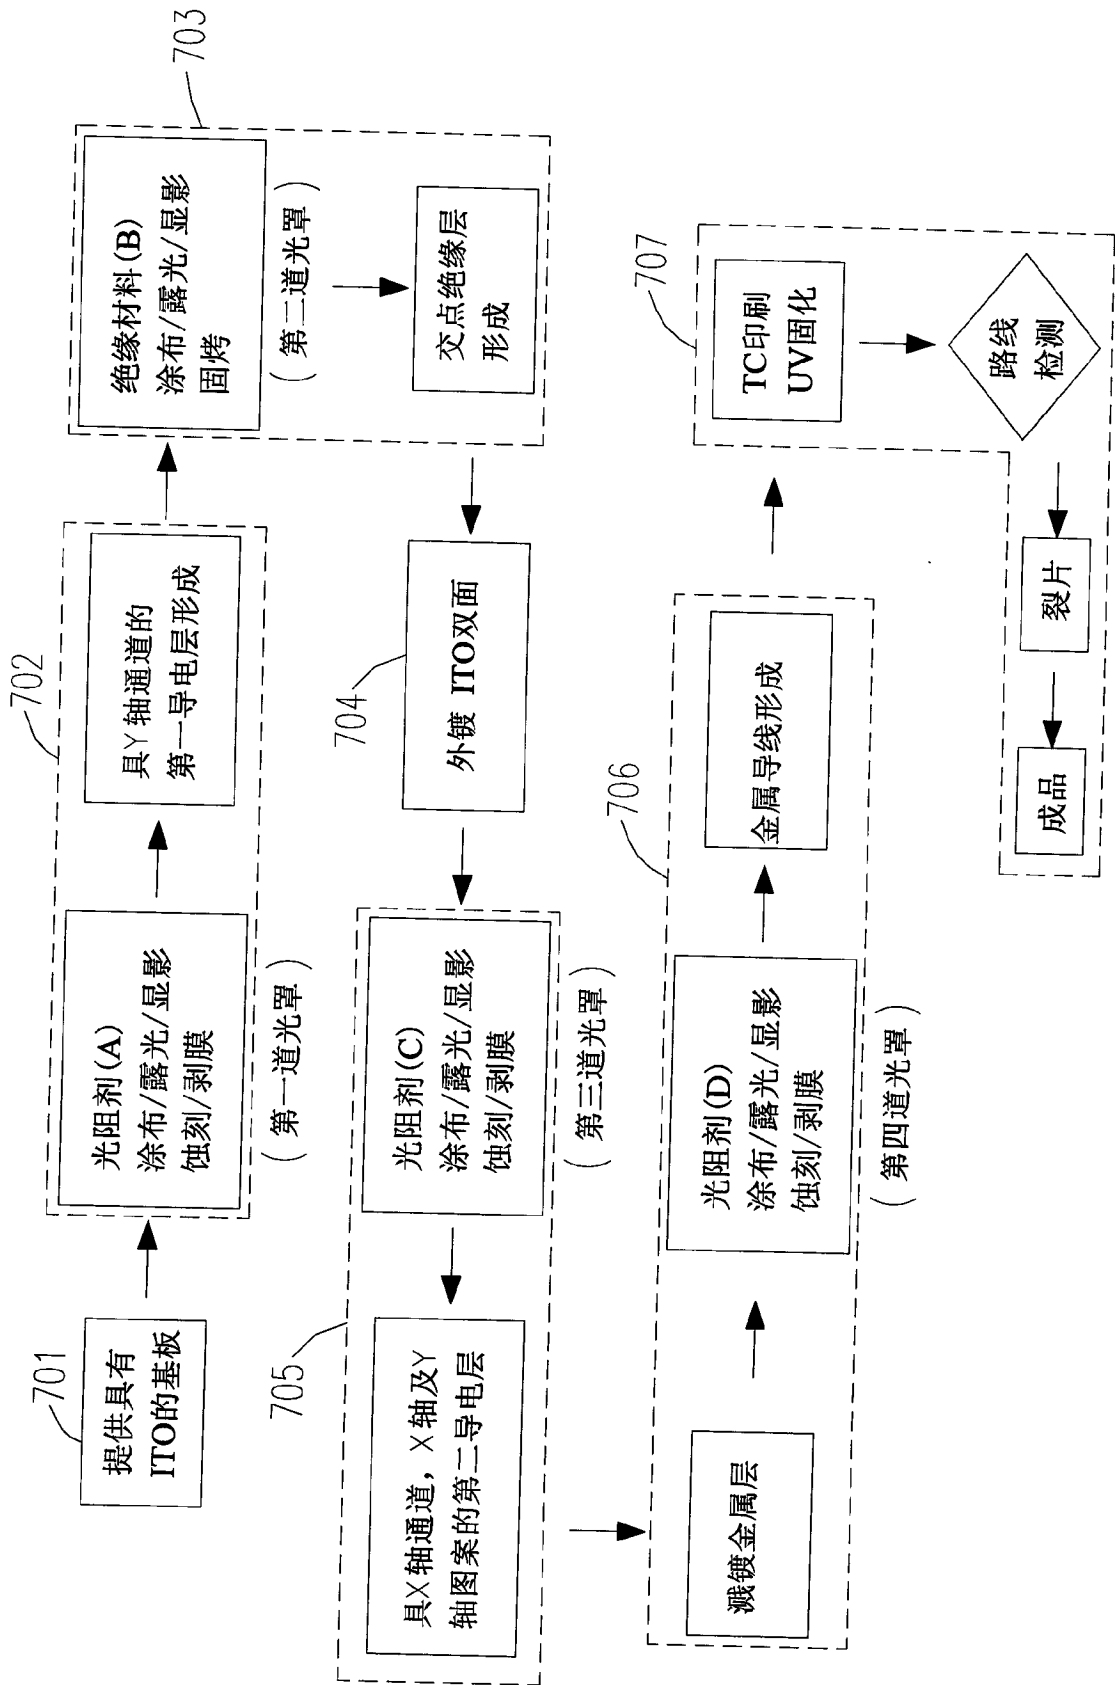 701
提供具有
ITO的基板
702
光阻剂(A)
涂布/露光/显影
蚀刻/剥膜
(第一道光罩)
具Y轴通道的
第一导电层形成
703
绝缘材料(B)
涂布/露光/显影
固烤
(第二道光罩)
交点绝缘层
形成
704
外镀 ITO双面
705
光阻剂(C)
涂布/露光/显影
蚀刻/剥膜
(第三道光罩)
具X轴通道，X轴及Y
轴图案的第二导电层
706
溅镀金属层
光阻剂(D)
涂布/露光/显影
蚀刻/剥膜
(第四道光罩)
金属导线形成
707
TC印刷
UV固化
路线
检测
裂片
成品